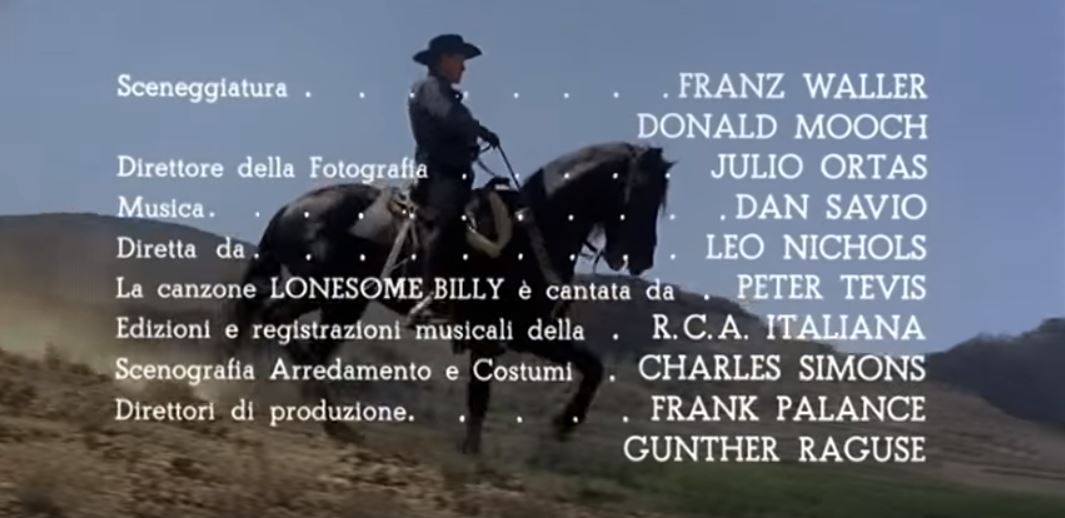 Sceneggiatura . . . . . . . . FRANZ WALLER
DONALD MOOCH
Direttore della Fotografia . . . . . JULIO ORTAS
Musica. . . . . . . . . . . . DAN SAVIO
Diretta da. . . . . . . . . . LEO NICHOLS
La canzone LONESOME BILLY è cantata da . PETER TEVIS
Edizioni e registrazioni musicali della . R.C.A. ITALIANA
Scenografia Arredamento e Costumi . CHARLES SIMONS
Direttori di produzione. . . . . FRANK PALANCE
GUNTHER RAGUSE